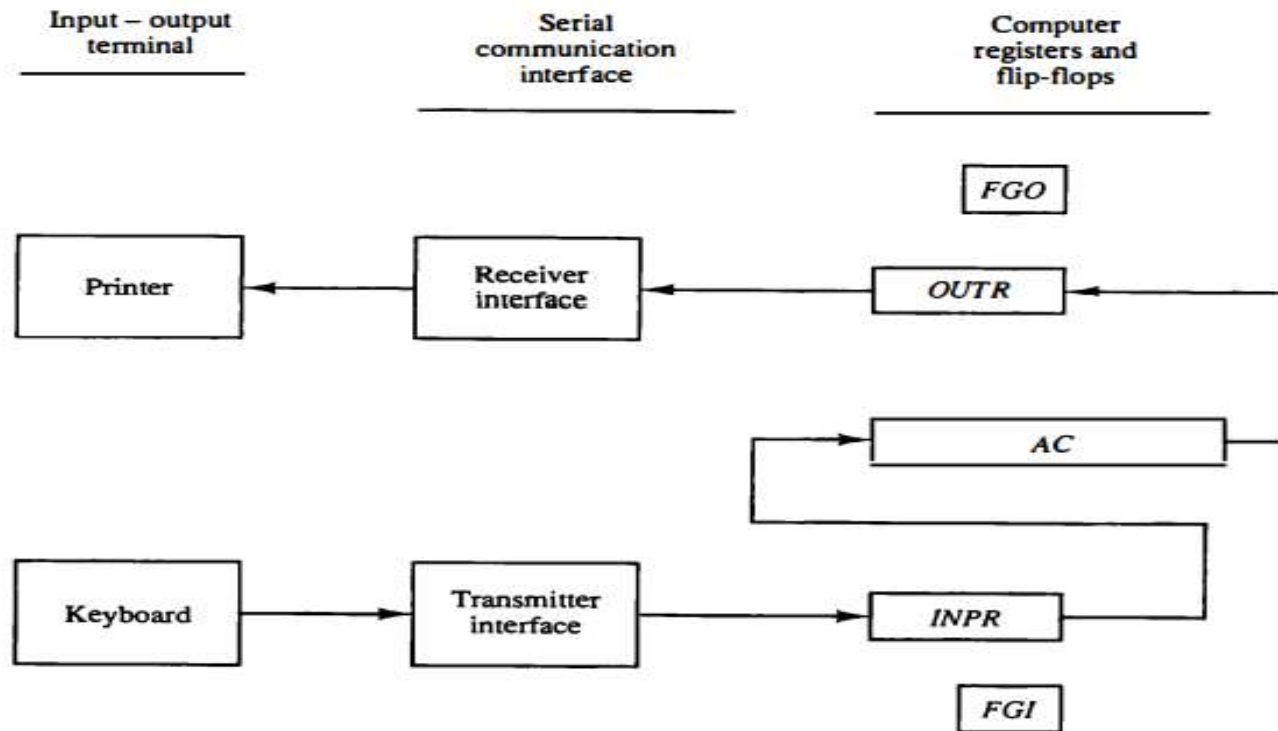 Input – output
terminal
Serial
communication
interface
Computer
registers and
flip-flops
FGO
Printer
Receiver
interface
OUTR
AC
Keyboard
Transmitter
interface
INPR
FGI